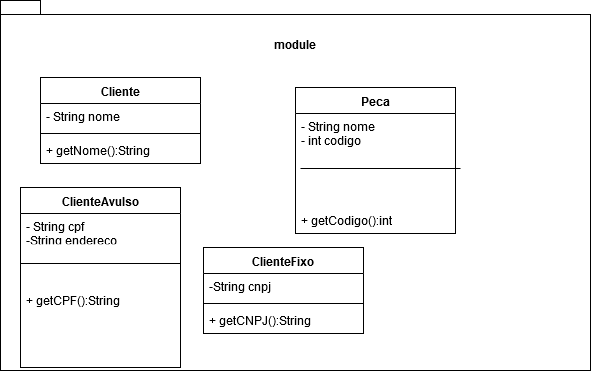 module
Cliente
- String nome
+ getNome():String
Peca
- String nome
- int codigo
+ getCodigo():int
ClienteAvulso
- String cpf
-String endereco
+ getCPF():String
ClienteFixo
-String cnpj
+ getCNPJ():String